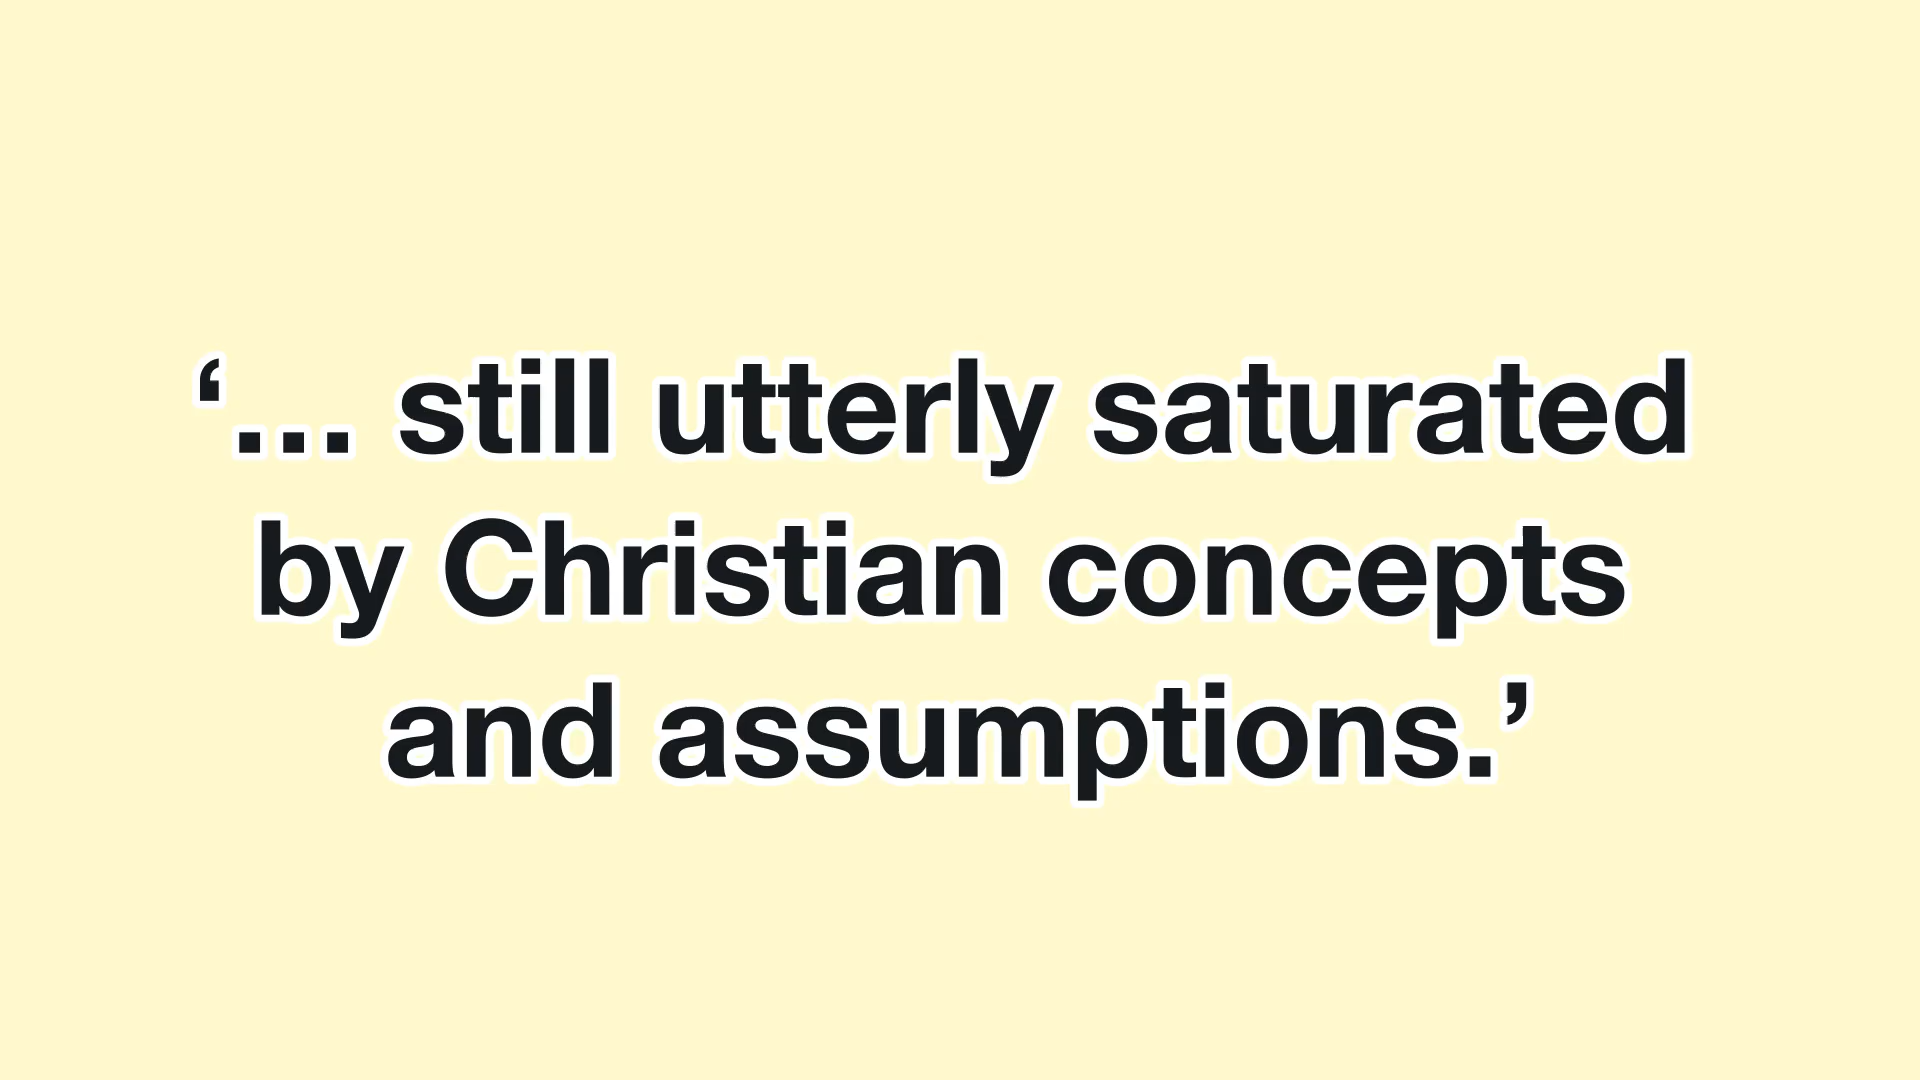 ‘… still utterly saturated
by Christian concepts
and assumptions.’